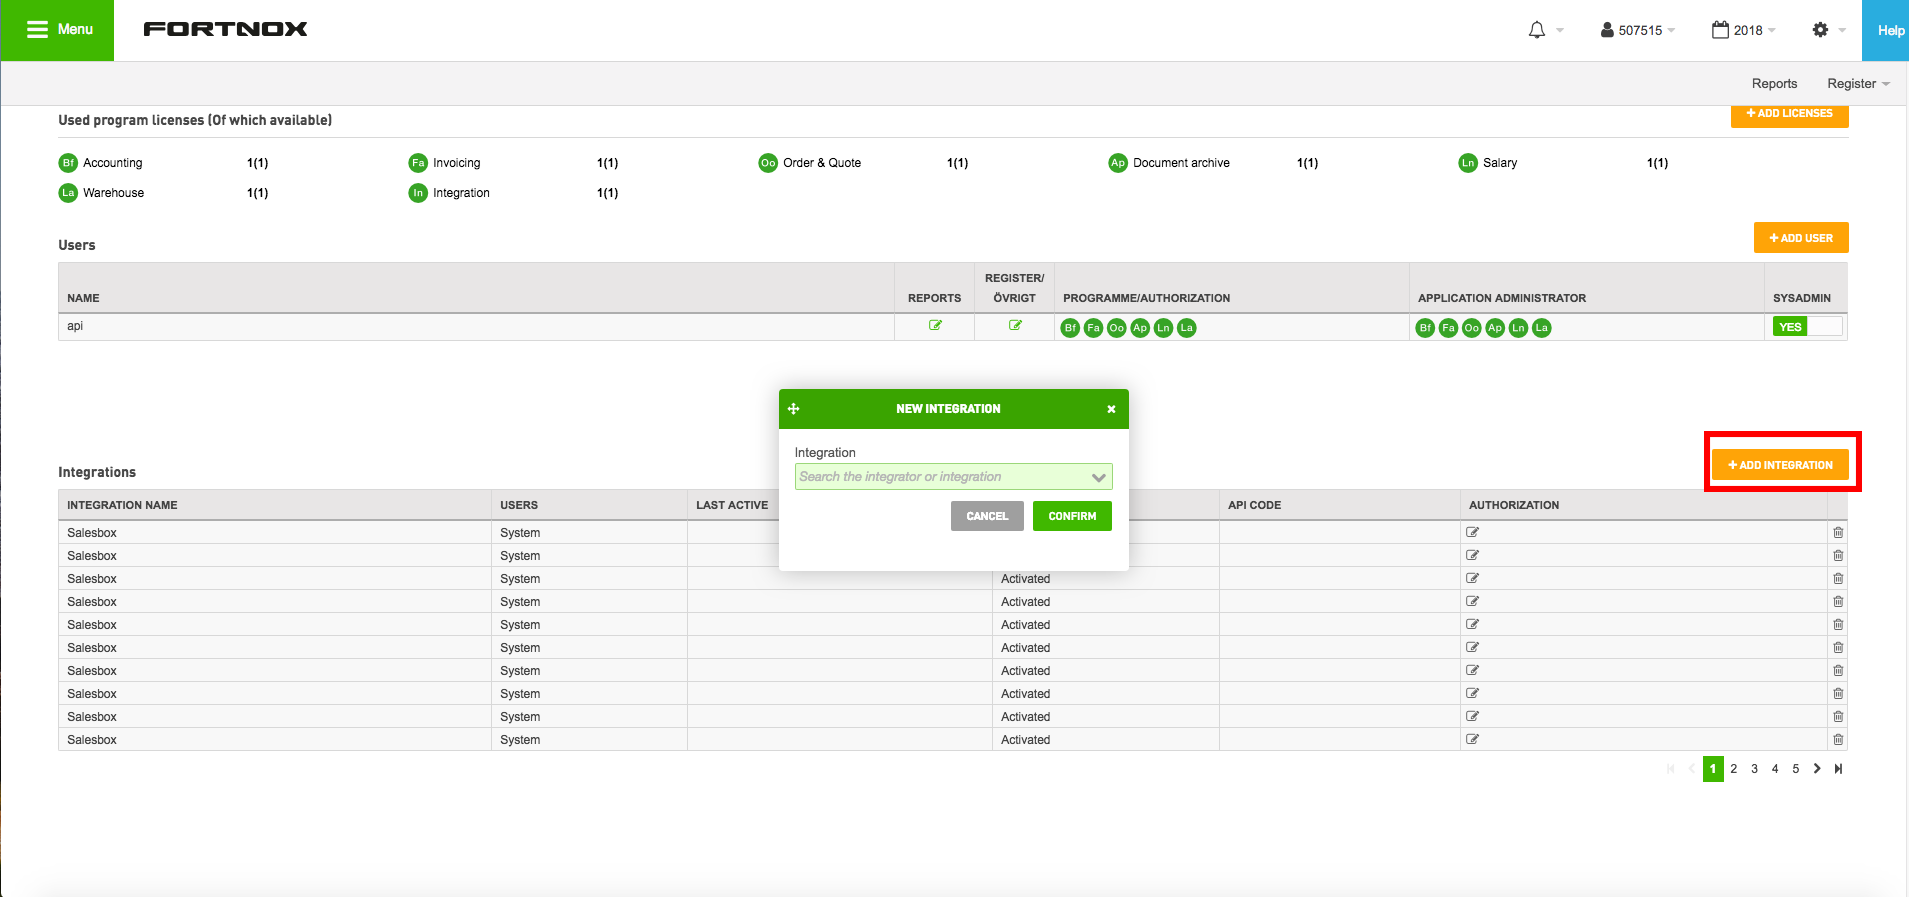 Menu FORTNOX 507515 2018 Help
Reports Register
Used program licenses (Of which available) + ADD LICENSES
Bf Accounting 1(1) Fa Invoicing 1(1) Oo Order & Quote 1(1) Ap Document archive 1(1) Ln Salary 1(1)
La Warehouse 1(1) In Integration 1(1)
Users + ADD USER
NAME REPORTS REGISTER/ ÖVRIGT PROGRAMME/AUTHORIZATION APPLICATION ADMINISTRATOR SYSADMIN
api Bf Fa Oo Ap Ln La Bf Fa Oo Ap Ln La YES
NEW INTEGRATION
Integration
Search the integrator or integration
CANCEL CONFIRM
Integrations + ADD INTEGRATION
INTEGRATION NAME USERS LAST ACTIVE API CODE AUTHORIZATION
Salesbox System
Salesbox System
Salesbox System Activated
Salesbox System Activated
Salesbox System Activated
Salesbox System Activated
Salesbox System Activated
Salesbox System Activated
Salesbox System Activated
Salesbox System Activated
1 2 3 4 5